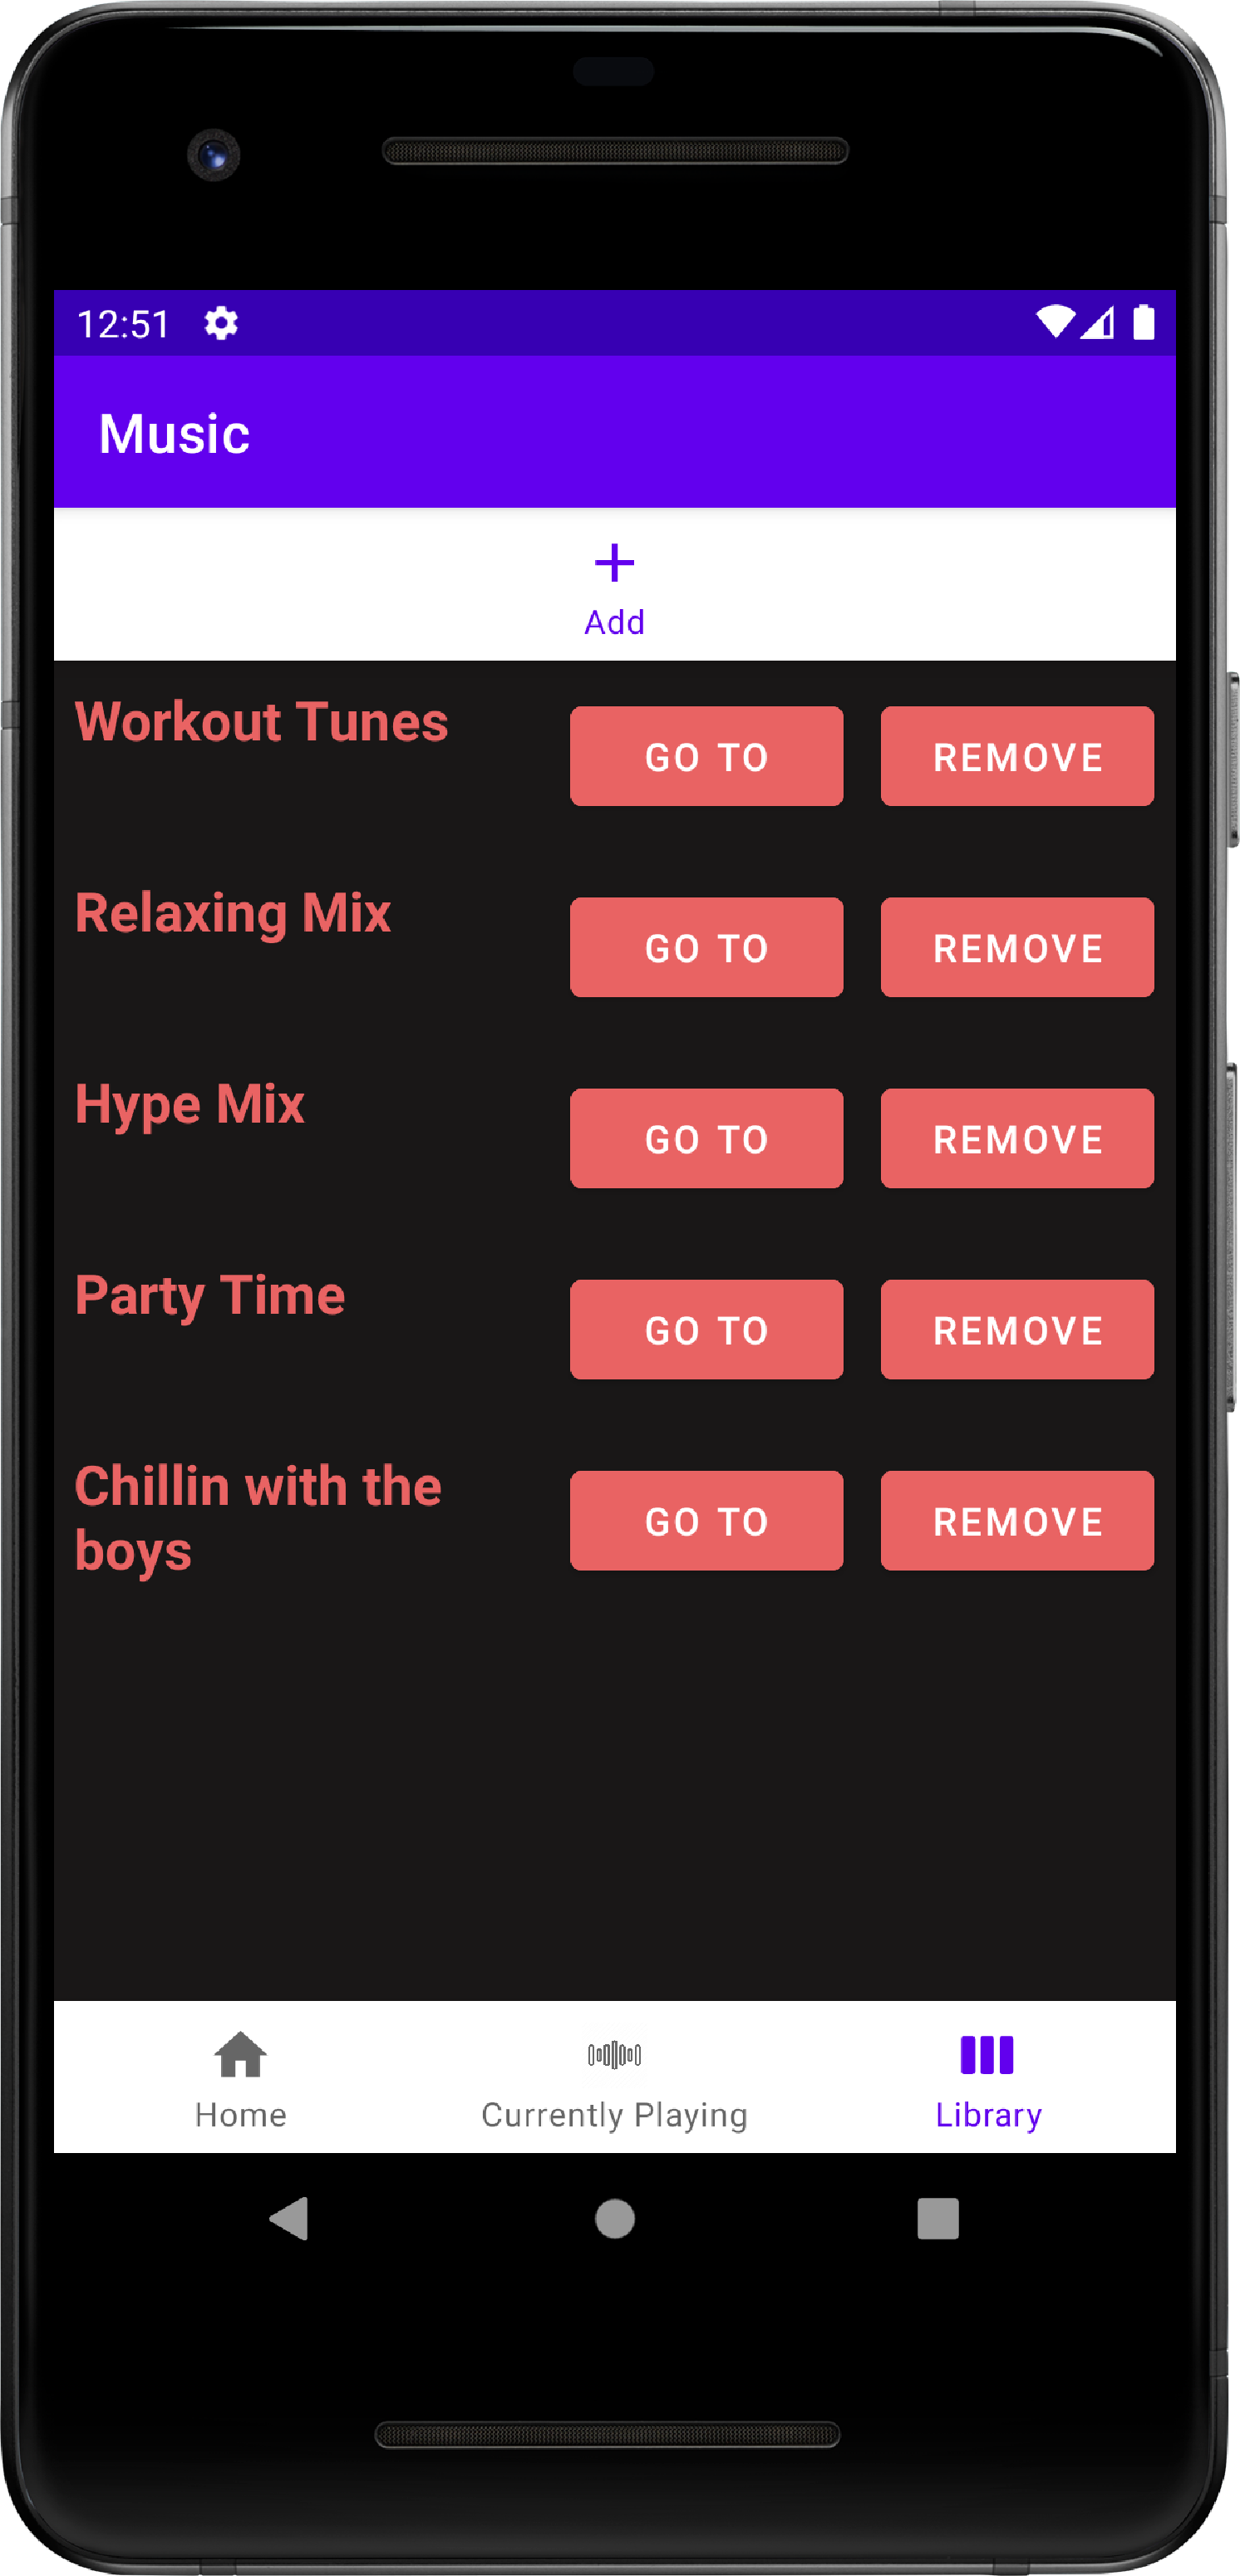 12:51
Music
Add
Workout Tunes
GO TO
REMOVE
Relaxing Mix
GO TO
REMOVE
Hype Mix
GO TO
REMOVE
Party Time
GO TO
REMOVE
Chillin with the
boys
GO TO
REMOVE
Home
Currently Playing
Library